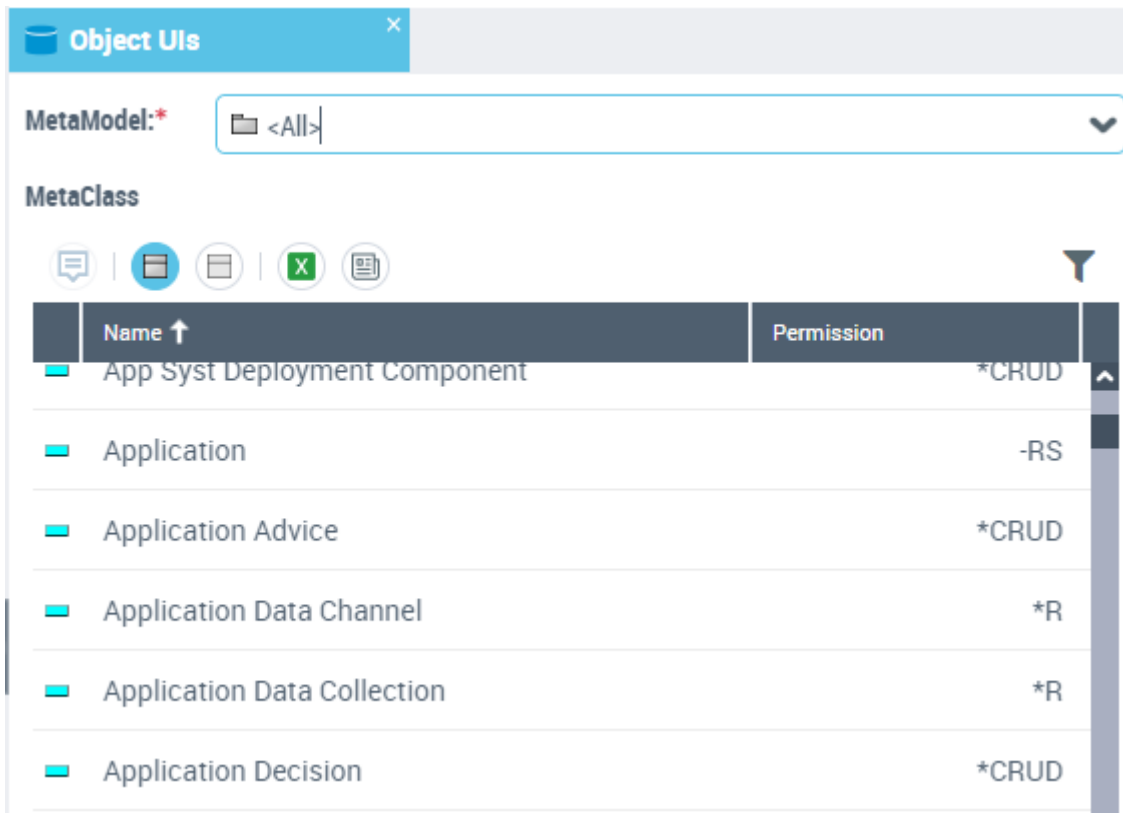 Object UIs
MetaModel:*
<All>
MetaClass
Name Permission
App Syst Deployment Component *CRUD
Application -RS
Application Advice *CRUD
Application Data Channel *R
Application Data Collection *R
Application Decision *CRUD